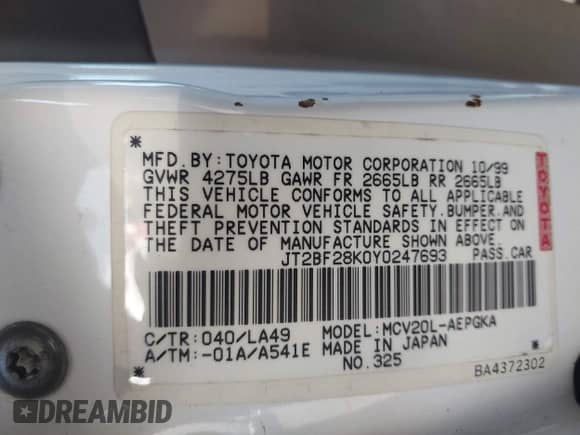 MFD.BY:TOYOTA MOTOR CORPORATION 10/99
GVWR 4275LB GAWR FR 2665LB RR 2665LB
THIS VEHICLE CONFORMS TO ALL APPLICABLE
FEDERAL MOTOR VEHICLE SAFETY.BUMPER.AND
THEFT PREVENTION STANDARDS IN EFFECT ON
THE DATE OF MANUFACTURE SHOWN ABOVE.
JT2BF28K0Y0247693 PASS.CAR
TOYOTA
C/TR:040/LA49 MODEL:MCV20L-AEPGKA
A/TM:-01A/A541E MADE IN JAPAN
NO.325
BA4372302
DREAMBID